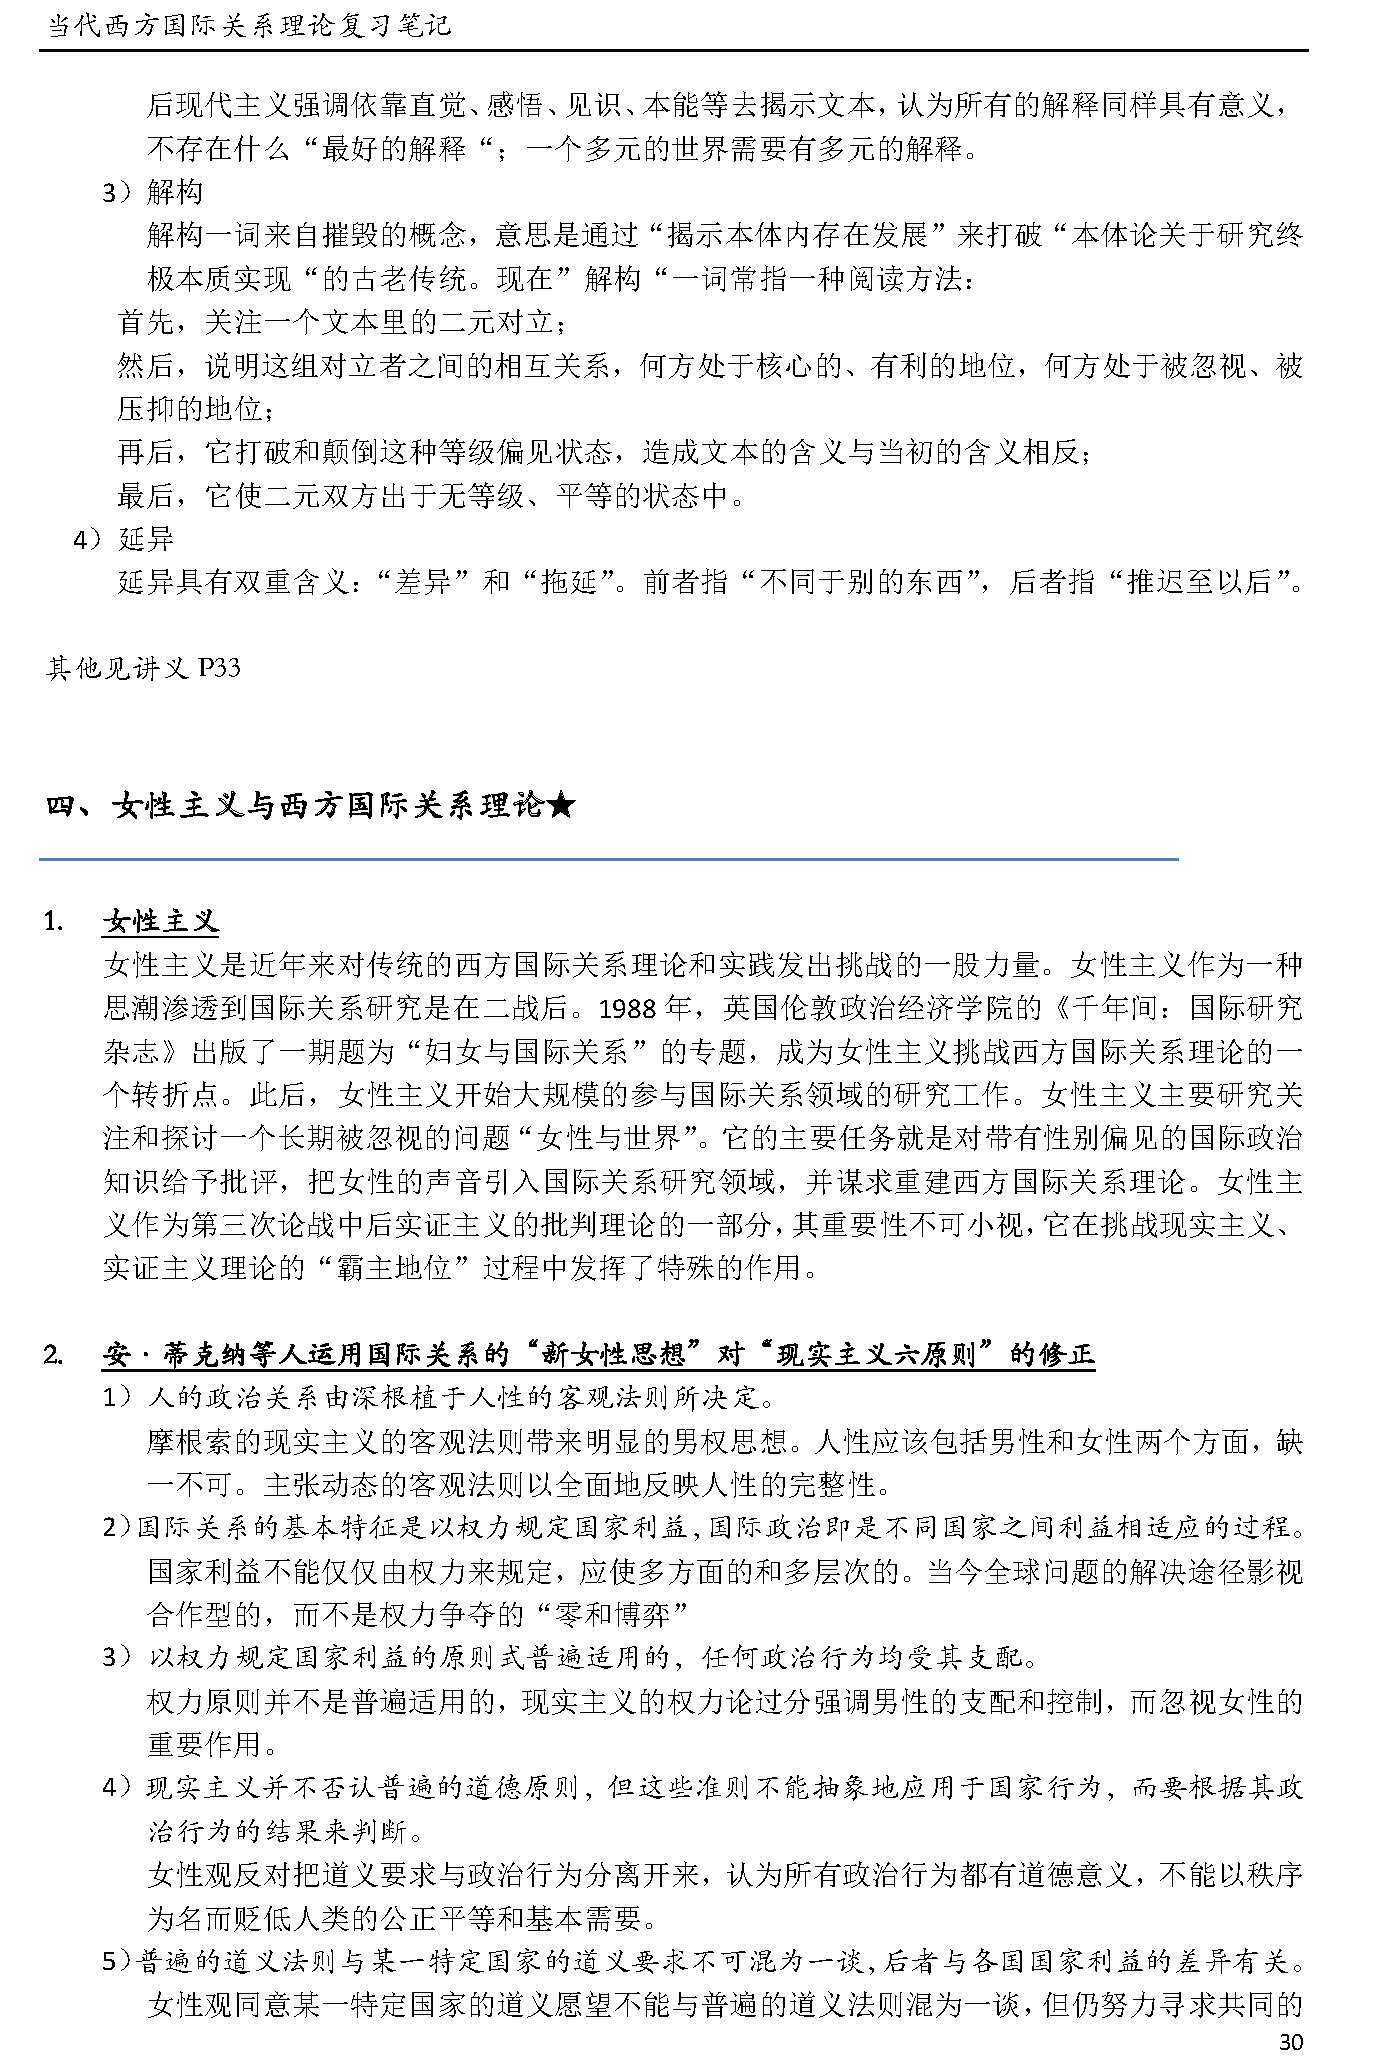 当代西方国际关系理论复习笔记
后现代主义强调依靠直觉、感悟、见识、本能等去揭示文本，认为所有的解释同样具有意义，
不存在什么“最好的解释“；一个多元的世界需要有多元的解释。
3）解构
解构一词来自摧毁的概念，意思是通过“揭示本体内存在发展”来打破“本体论关于研究终
极本质实现“的古老传统。现在”解构“一词常指一种阅读方法：
首先，关注一个文本里的二元对立；
然后，说明这组对立者之间的相互关系，何方处于核心的、有利的地位，何方处于被忽视、被
压抑的地位；
再后，它打破和颠倒这种等级偏见状态，造成文本的含义与当初的含义相反；
最后，它使二元双方出于无等级、平等的状态中。
4）延异
延异具有双重含义：“差异”和“拖延”。前者指“不同于别的东西”，后者指“推迟至以后”。
其他见讲义 P33
四、女性主义与西方国际关系理论★
1. 女性主义
女性主义是近年来对传统的西方国际关系理论和实践发出挑战的一股力量。女性主义作为一种
思潮渗透到国际关系研究是在二战后。1988 年，英国伦敦政治经济学院的《千年间：国际研究
杂志》出版了一期题为“妇女与国际关系”的专题，成为女性主义挑战西方国际关系理论的一
个转折点。此后，女性主义开始大规模的参与国际关系领域的研究工作。女性主义主要研究关
注和探讨一个长期被忽视的问题“女性与世界”。它的主要任务就是对带有性别偏见的国际政治
知识给予批评，把女性的声音引入国际关系研究领域，并谋求重建西方国际关系理论。女性主
义作为第三次论战中后实证主义的批判理论的一部分，其重要性不可小视，它在挑战现实主义、
实证主义理论的“霸主地位”过程中发挥了特殊的作用。
2. 安·蒂克纳等人运用国际关系的“新女性思想”对“现实主义六原则”的修正
1）人的政治关系由深根植于人性的客观法则所决定。
摩根索的现实主义的客观法则带来明显的男权思想。人性应该包括男性和女性两个方面，缺
一不可。主张动态的客观法则以全面地反映人性的完整性。
2）国际关系的基本特征是以权力规定国家利益，国际政治即是不同国家之间利益相适应的过程。
国家利益不能仅仅由权力来规定，应使多方面的和多层次的。当今全球问题的解决途径影视
合作型的，而不是权力争夺的“零和博弈”
3）以权力规定国家利益的原则式普遍适用的，任何政治行为均受其支配。
权力原则并不是普遍适用的，现实主义的权力论过分强调男性的支配和控制，而忽视女性的
重要作用。
4）现实主义并不否认普遍的道德原则，但这些准则不能抽象地应用于国家行为，而要根据其政
治行为的结果来判断。
女性观反对把道义要求与政治行为分离开来，认为所有政治行为都有道德意义，不能以秩序
为名而贬低人类的公正平等和基本需要。
5）普遍的道义法则与某一特定国家的道义要求不可混为一谈，后者与各国国家利益的差异有关。
女性观同意某一特定国家的道义愿望不能与普遍的道义法则混为一谈，但仍努力寻求共同的
30